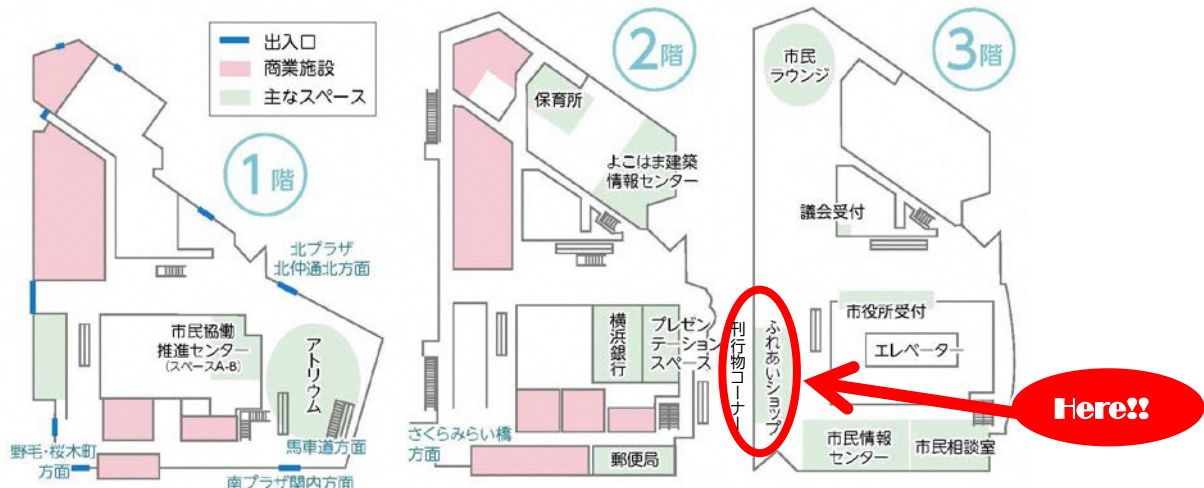 出入口
商業施設
主なスペース
1階
北プラザ
北仲通北方面
市民協働
推進センター
(スペースA-B)
アトリウム
野毛・桜木町
方面
馬車道方面
南プラザ関内方面
2階
保育所
よこはま建築
情報センター
横浜銀行
プレゼン
テーション
スペース
さくらみらい橋
方面
郵便局
3階
市民
ラウンジ
議会受付
市役所受付
エレベーター
刊行物コーナー
ふれあいショップ
Here!!
市民情報
センター
市民相談室